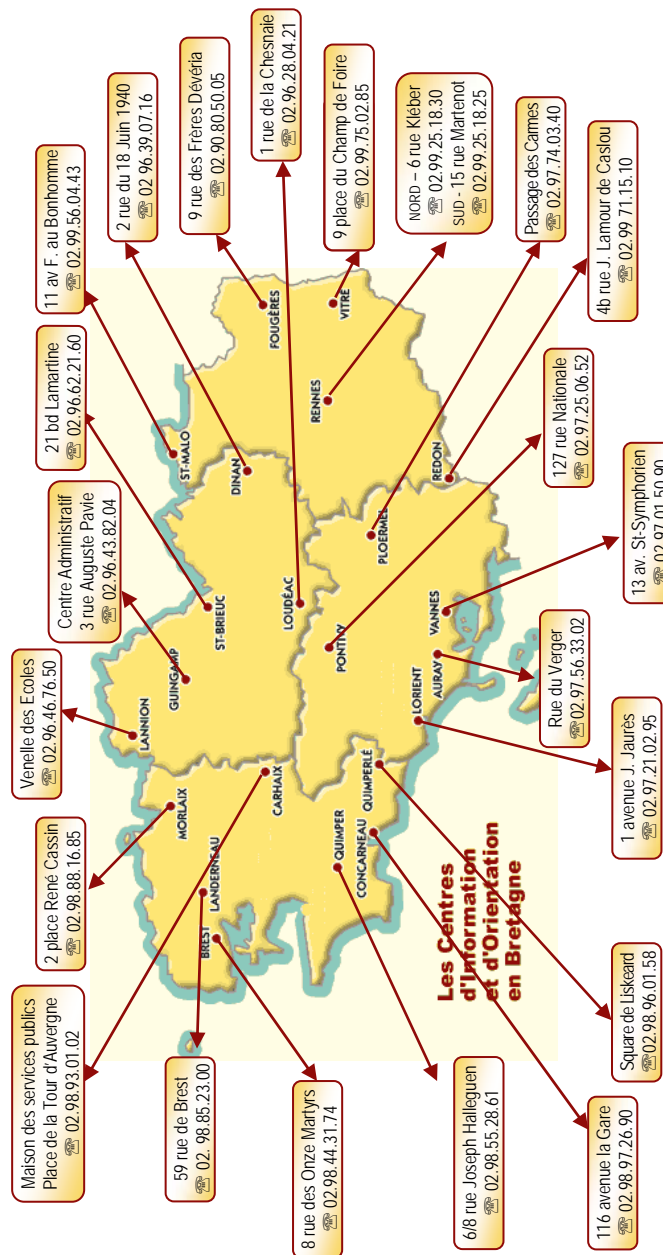 Maison des services publics
Place de la Tour d'Auvergne
☏ 02.98.93.01.02
2 place René Cassin
☏ 02.98.88.16.85
Venelle des Ecoles
☏ 02.96.46.76.50
Centre Administratif
3 rue Auguste Pavie
☏ 02.96.43.82.04
21 bd Lamartine
☏ 02.96.62.21.60
11 av F. au Bonhomme
☏ 02.99.56.04.43
2 rue du 18 Juin 1940
☏ 02 96.39.07.16
9 rue des Frères Dévéria
☏ 02.90.80.50.05
1 rue de la Chesnaie
☏ 02.96.28.04.21
9 place du Champ de Foire
☏ 02.99.75.02.85
NORD – 6 rue Kléber
☏ 02.99.25.18.30
SUD - 15 rue Martenot
☏ 02.99.25.18.25
Passage des Carmes
☏ 02.97.74.03.40
4b rue J. Lamour de Caslou
☏ 02.99 71.15.10
127 rue Nationale
☏ 02.97.25.06.52
13 av. St-Symphorien
☏ 02.97.01.50.90
Rue du Verger
☏ 02.97.56.33.02
1 avenue J. Jaurès
☏ 02.97.21.02.95
Square de Liskeard
☏ 02.98.96.01.58
116 avenue la Gare
☏ 02.98.97.26.90
6/8 rue Joseph Halleguen
☏ 02.98.55.28.61
8 rue des Onze Martyrs
☏ 02.98.44.31.74
59 rue de Brest
☏ 02. 98.85.23.00
LANNION
MORLAIX
GUINGAMP
ST-BRIEUC
ST-MALO
DINAN
FOUGÈRES
BREST
LANDERNEAU
CARHAIX
LOUDÉAC
RENNES
VITRÉ
PONTIVY
PLOERMEL
QUIMPER
CONCARNEAU
QUIMPERLÉ
LORIENT
AURAY
VANNES
REDON
Les Centres
d'Information
et d'Orientation
en Bretagne